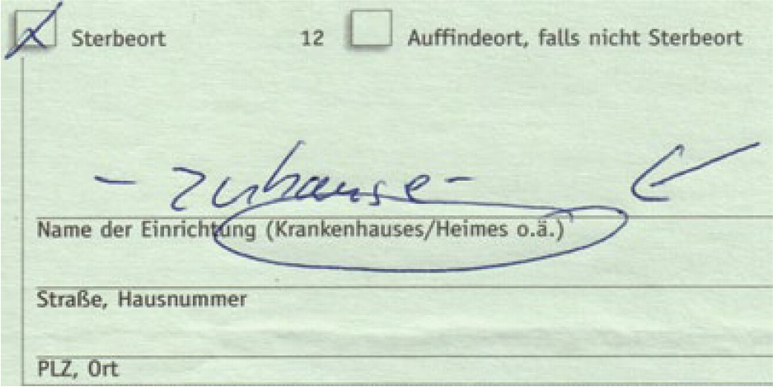 Sterbeort 12 Auffindeort, falls nicht Sterbeort
- zuhause -
Name der Einrichtung (Krankenhauses/Heimes o.ä.)
Straße, Hausnummer
PLZ, Ort